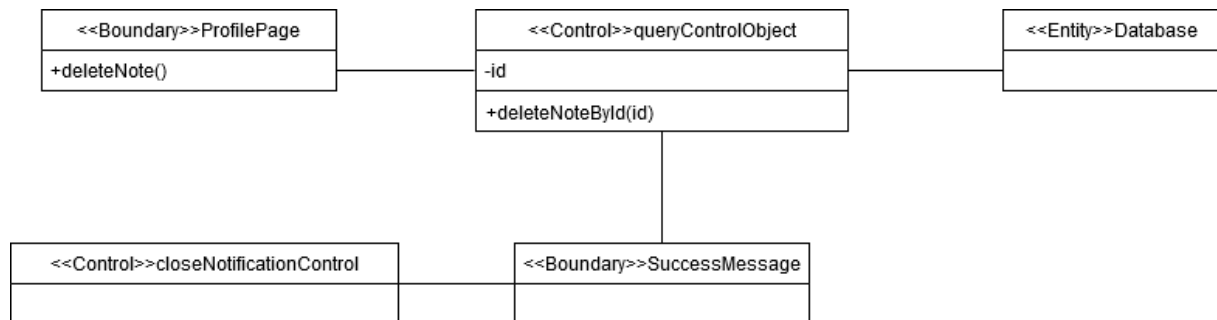 <<Boundary>>ProfilePage
+deleteNote()
<<Control>>queryControlObject
-id
+deleteNoteById(id)
<<Entity>>Database
<<Control>>closeNotificationControl
<<Boundary>>SuccessMessage